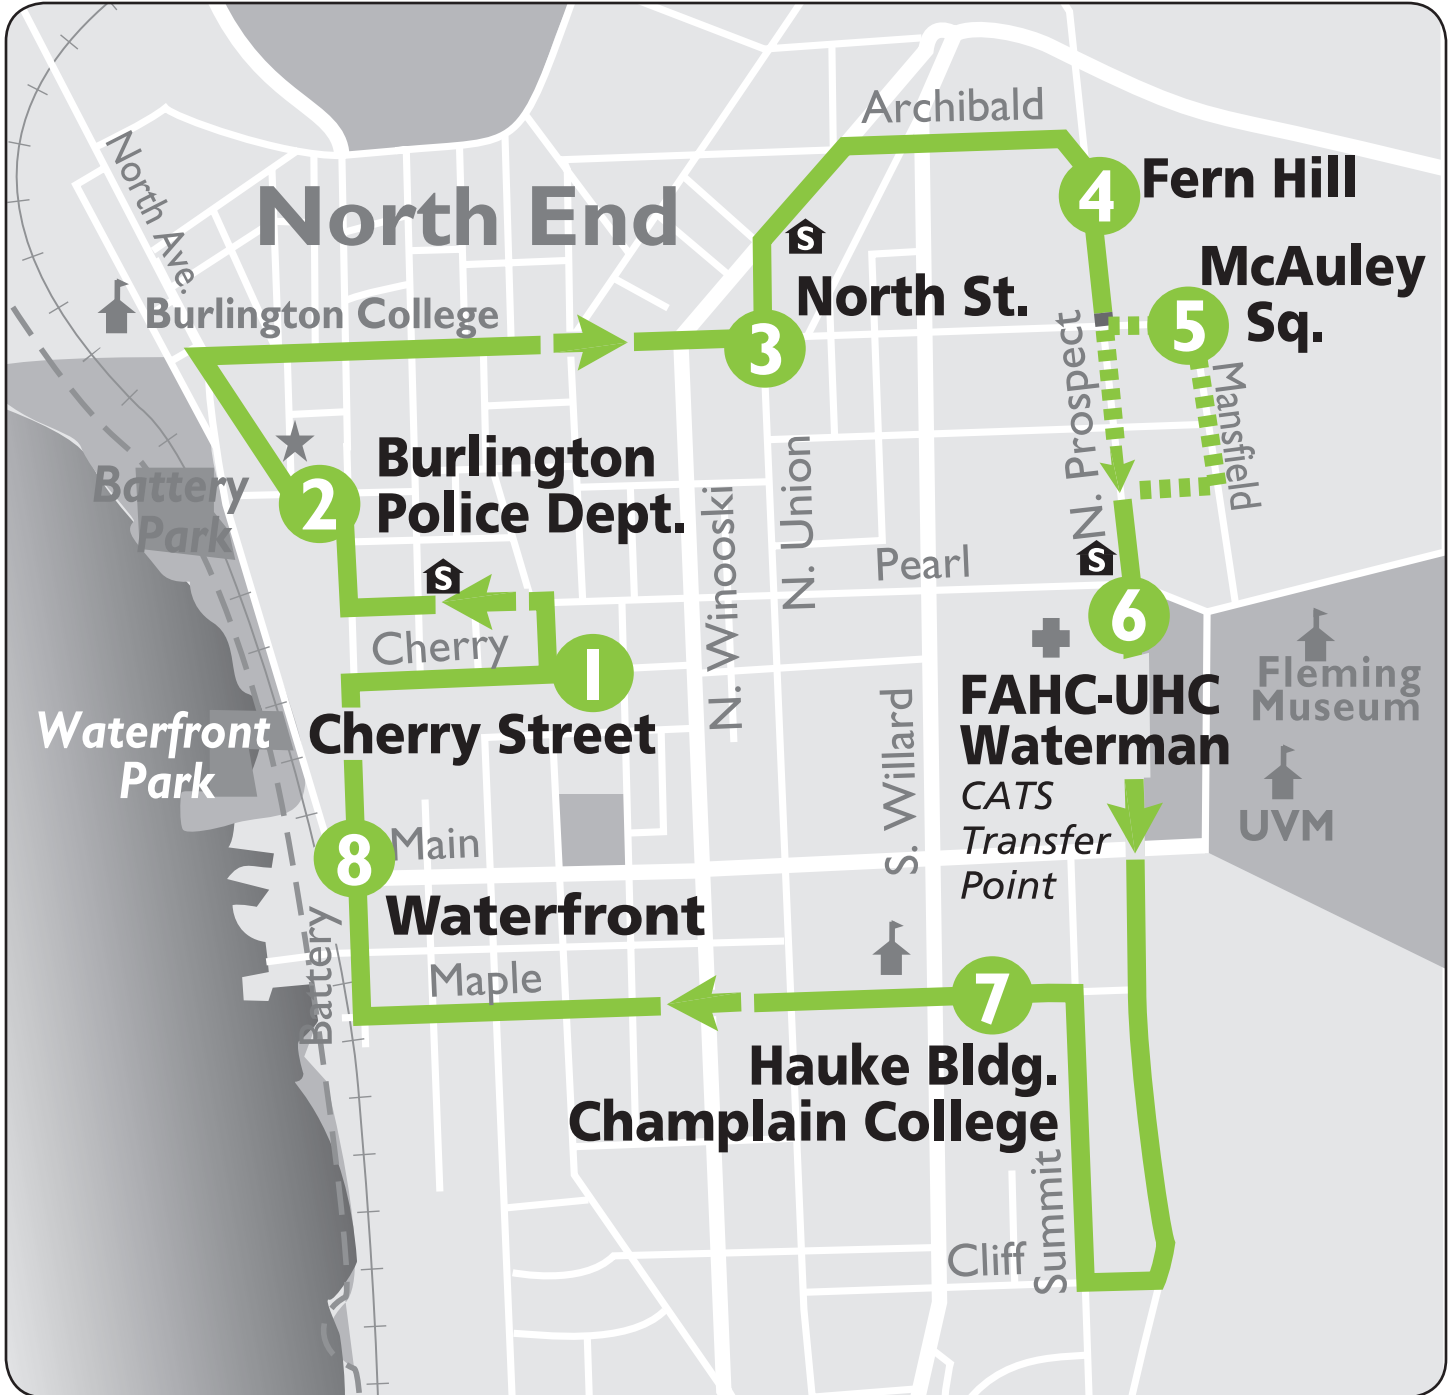 Archibald
4
Fern Hill
North Ave.
North End
S
McAuley
Sq.
5
North St.
Burlington College
3
N. Prospect
Mansfield
Burlington
Police Dept.
2
Battery
Park
N. Winooski
N. Union
Pearl
S
S
6
Cherry
1
Fleming
Museum
FAHC-UHC
Waterman
CATS
Transfer
Point
Waterfront
Park
Cherry Street
S. Willard
UVM
8
Main
Waterfront
Battery
Maple
7
Hauke Bldg.
Champlain College
Summit
Cliff